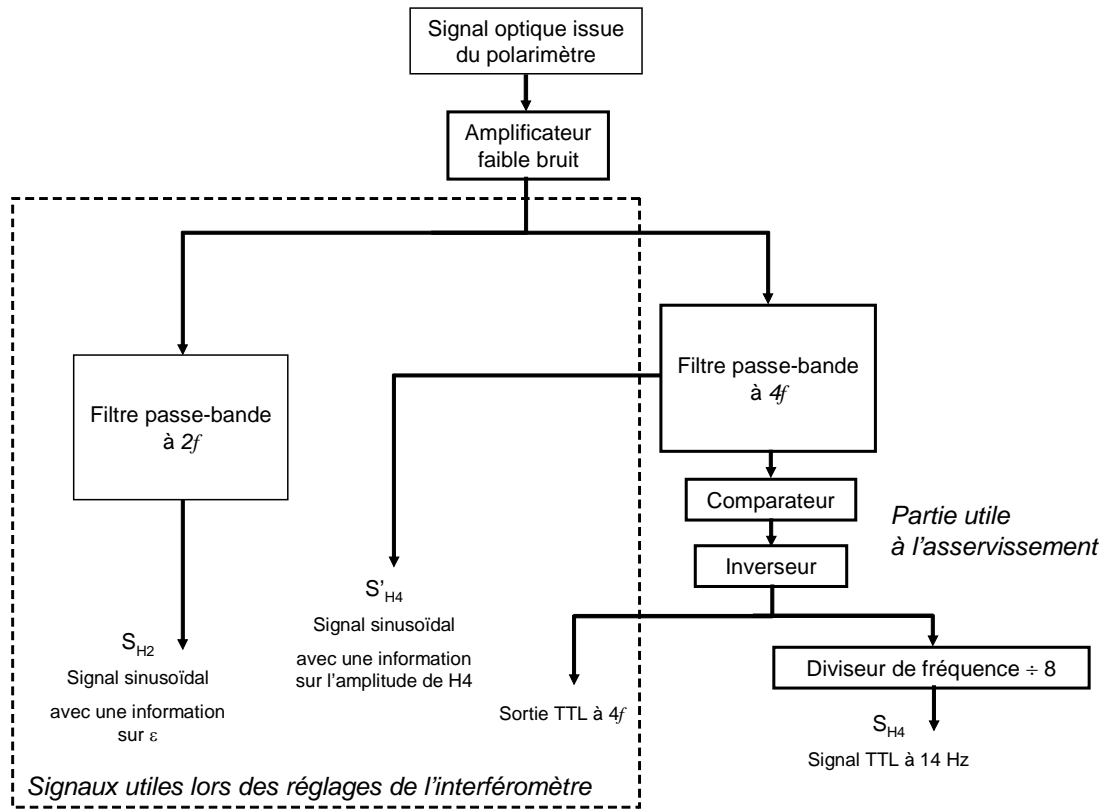 Signal optique issue
du polarimètre
Amplificateur
faible bruit
Filtre passe-bande
à 2f
Filtre passe-bande
à 4f
Comparateur
Inverseur
Partie utile
à l'asservissement
S'H4
Signal sinusoïdal
avec une information
sur l'amplitude de H4
SH2
Signal sinusoïdal
avec une information
sur ε
Sortie TTL à 4f
Diviseur de fréquence ÷ 8
SH4
Signal TTL à 14 Hz
Signaux utiles lors des réglages de l'interféromètre